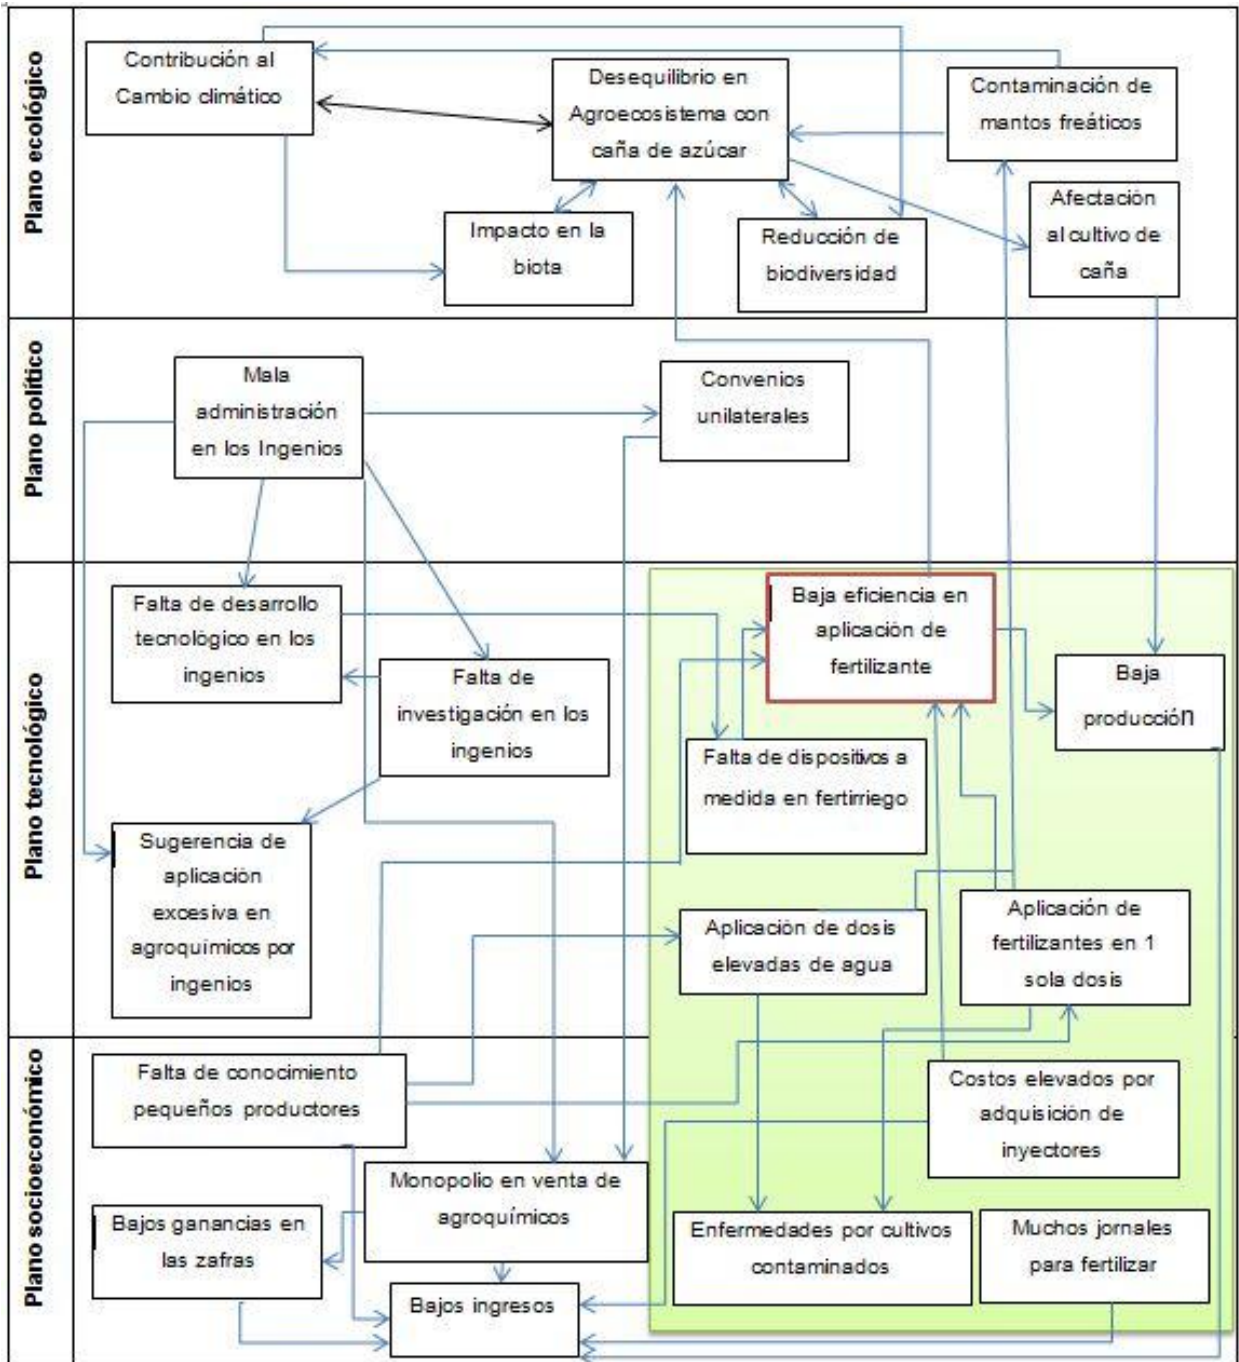 Plano ecológico
Contribución al
Cambio climático
Desequilibrio en
Agroecosistema con
caña de azúcar
Contaminación de
mantos freáticos
Impacto en la
biota
Reducción de
biodiversidad
Afectación
al cultivo de
caña
Plano político
Mala
administración
en los Ingenios
Convenios
unilaterales
Plano tecnológico
Falta de desarrollo
tecnológico en los
ingenios
Falta de
investigación en los
ingenios
Sugerencia de
aplicación
excesiva en
agroquímicos por
ingenios
Baja eficiencia en
aplicación de
fertilizante
Baja
producción
Falta de dispositivos a
medida en fertirriego
Aplicación de dosis
elevadas de agua
Aplicación de
fertilizantes en 1
sola dosis
Plano socioeconómico
Falta de conocimiento
pequeños productores
Costos elevados por
adquisición de
inyectores
Monopolio en venta de
agroquímicos
Bajos ganancias en
las zafras
Enfermedades por cultivos
contaminados
Muchos jornales
para fertilizar
Bajos ingresos